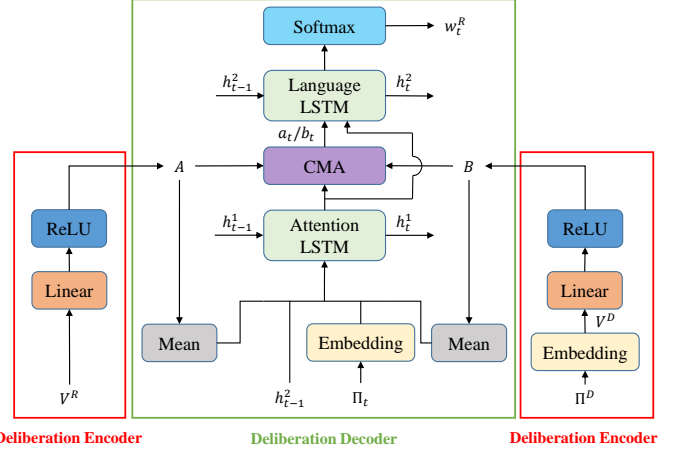 Softmax
w_t^R
h_{t-1}^2
Language
LSTM
h_t^2
a_t/b_t
A
CMA
B
ReLU
h_{t-1}^1
Attention
LSTM
h_t^1
ReLU
Linear
Linear
V^D
Mean
Embedding
Mean
Embedding
V^R
h_{t-1}^2
Π_t
Π^D
Deliberation Encoder
Deliberation Decoder
Deliberation Encoder